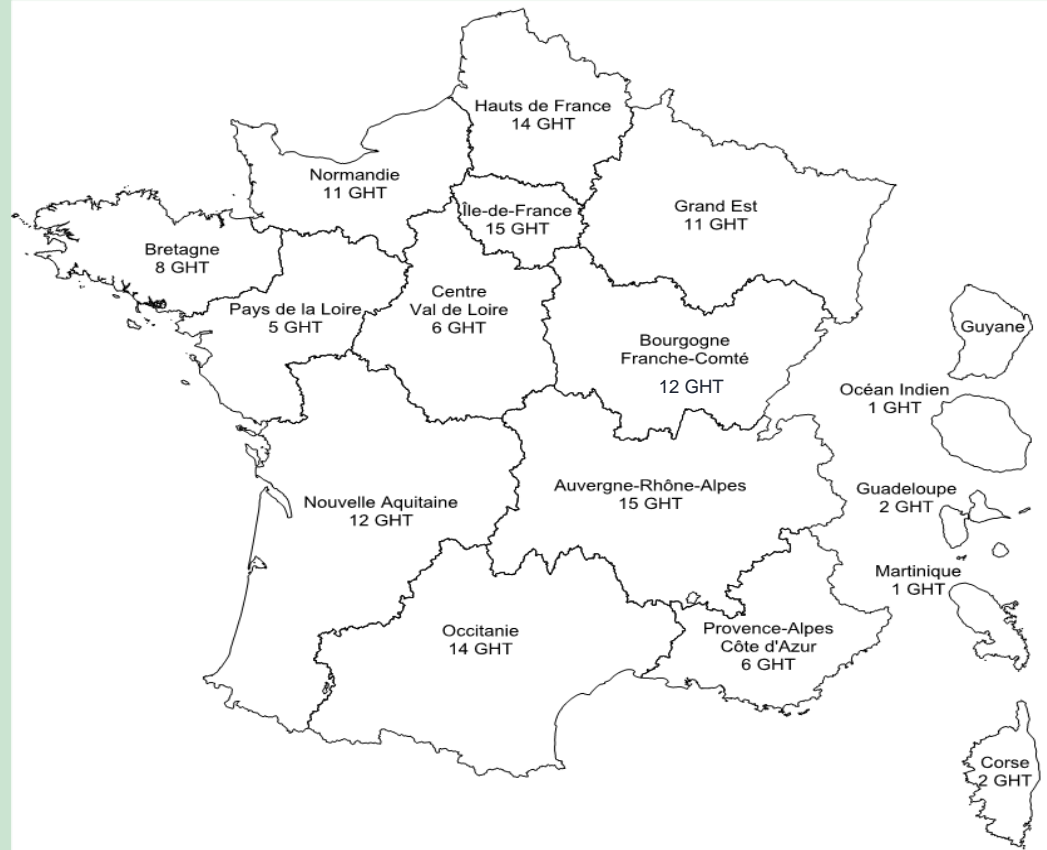 Hauts de France
14 GHT
Normandie
11 GHT
Île-de-France
15 GHT
Grand Est
11 GHT
Bretagne
8 GHT
Pays de la Loire
5 GHT
Centre
Val de Loire
6 GHT
Bourgogne
Franche-Comté
12 GHT
Guyane
Océan Indien
1 GHT
Nouvelle Aquitaine
12 GHT
Auvergne-Rhône-Alpes
15 GHT
Guadeloupe
2 GHT
Martinique
1 GHT
Occitanie
14 GHT
Provence-Alpes
Côte d'Azur
6 GHT
Corse
2 GHT